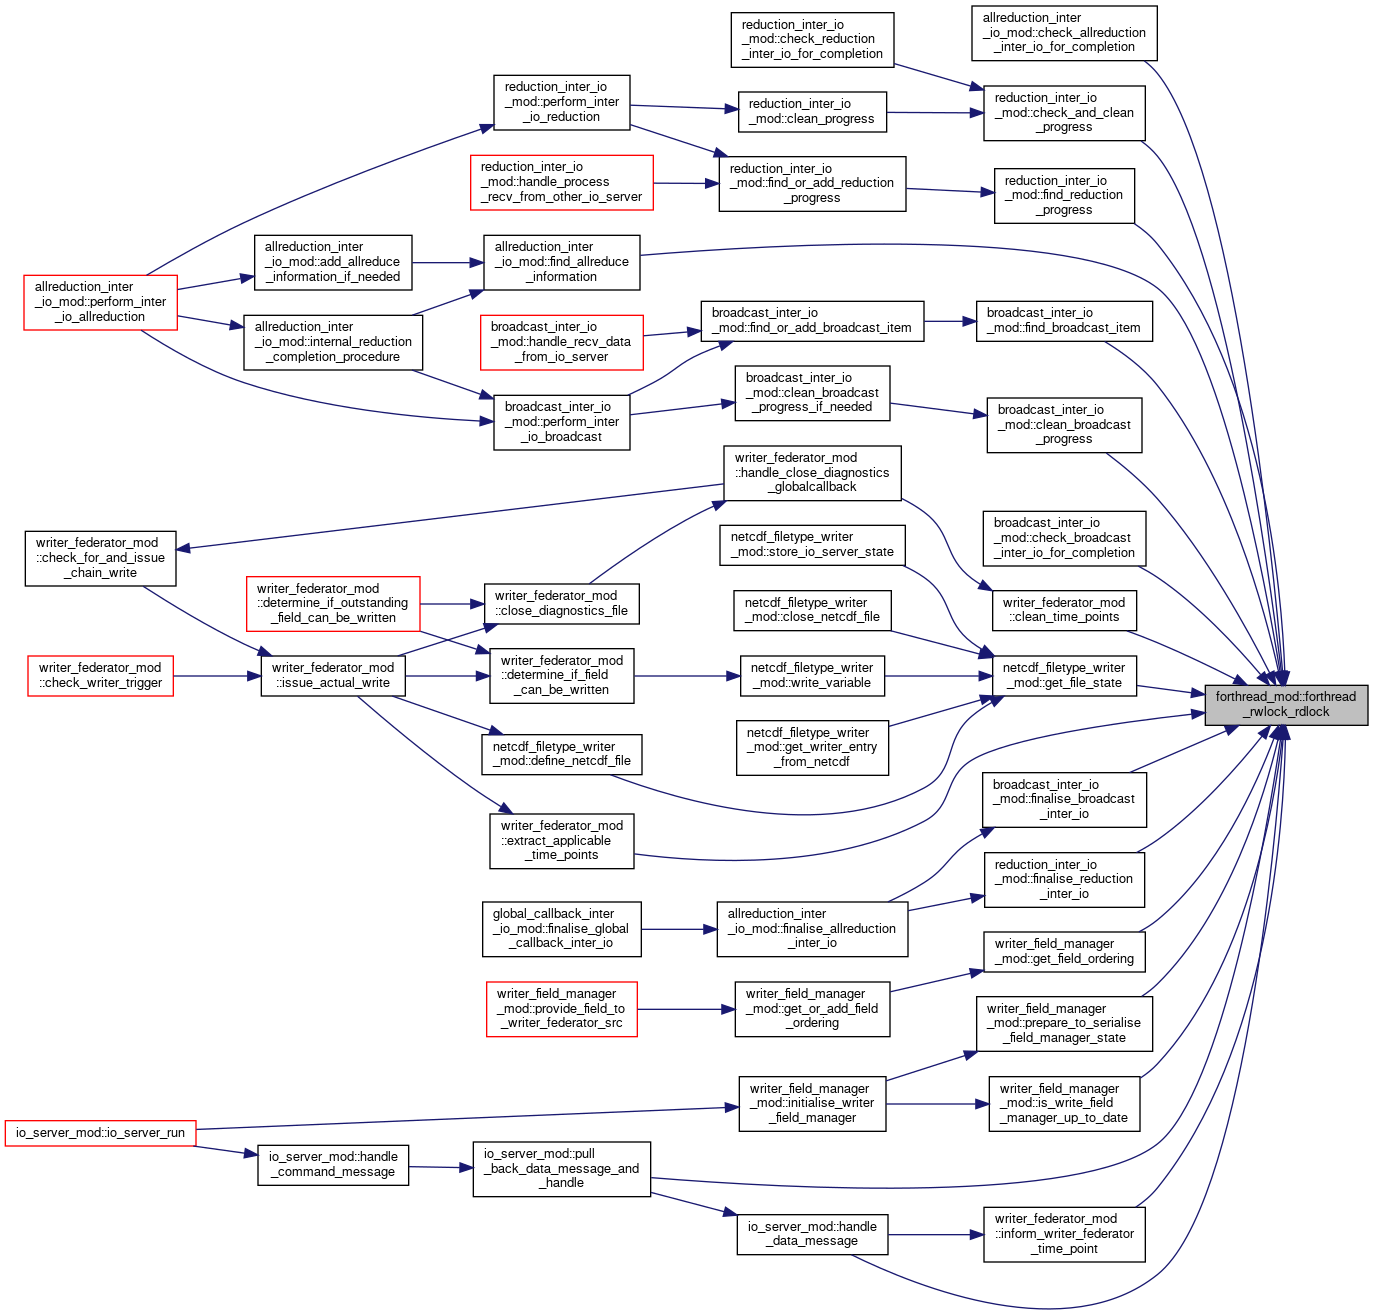 reduction_inter_io
_mod::check_reduction
_inter_io_for_completion
allreduction_inter
_io_mod::check_allreduction
_inter_io_for_completion
reduction_inter_io
_mod::perform_inter
_io_reduction
reduction_inter_io
_mod::clean_progress
reduction_inter_io
_mod::check_and_clean
_progress
reduction_inter_io
_mod::handle_process
_recv_from_other_io_server
reduction_inter_io
_mod::find_or_add_reduction
_progress
reduction_inter_io
_mod::find_reduction
_progress
allreduction_inter
_io_mod::add_allreduce
_information_if_needed
allreduction_inter
_io_mod::find_allreduce
_information
allreduction_inter
_io_mod::perform_inter
_io_allreduction
allreduction_inter
_io_mod::internal_reduction
_completion_procedure
broadcast_inter_io
_mod::handle_recv_data
_from_io_server
broadcast_inter_io
_mod::find_or_add_broadcast_item
broadcast_inter_io
_mod::find_broadcast_item
broadcast_inter_io
_mod::perform_inter
_io_broadcast
broadcast_inter_io
_mod::clean_broadcast
_progress_if_needed
broadcast_inter_io
_mod::clean_broadcast
_progress
writer_federator_mod
::handle_close_diagnostics
_globalcallback
broadcast_inter_io
_mod::check_broadcast
_inter_io_for_completion
writer_federator_mod
::check_for_and_issue
_chain_write
netcdf_filetype_writer
_mod::store_io_server_state
writer_federator_mod
::determine_if_outstanding
_field_can_be_written
writer_federator_mod
::close_diagnostics_file
netcdf_filetype_writer
_mod::close_netcdf_file
writer_federator_mod
::clean_time_points
writer_federator_mod
::check_writer_trigger
writer_federator_mod
::issue_actual_write
writer_federator_mod
::determine_if_field
_can_be_written
netcdf_filetype_writer
_mod::write_variable
netcdf_filetype_writer
_mod::get_file_state
forthread_mod::forthread
_rwlock_rdlock
netcdf_filetype_writer
_mod::define_netcdf_file
netcdf_filetype_writer
_mod::get_writer_entry
_from_netcdf
broadcast_inter_io
_mod::finalise_broadcast
_inter_io
writer_federator_mod
::extract_applicable
_time_points
reduction_inter_io
_mod::finalise_reduction
_inter_io
global_callback_inter
_io_mod::finalise_global
_callback_inter_io
allreduction_inter
_io_mod::finalise_allreduction
_inter_io
writer_field_manager
_mod::get_field_ordering
writer_field_manager
_mod::provide_field_to
_writer_federator_src
writer_field_manager
_mod::get_or_add_field
_ordering
writer_field_manager
_mod::prepare_to_serialise
_field_manager_state
writer_field_manager
_mod::initialise_writer
_field_manager
writer_field_manager
_mod::is_write_field
_manager_up_to_date
io_server_mod::io_server_run
io_server_mod::handle
_command_message
io_server_mod::pull
_back_data_message_and
_handle
io_server_mod::handle
_data_message
writer_federator_mod
::inform_writer_federator
_time_point